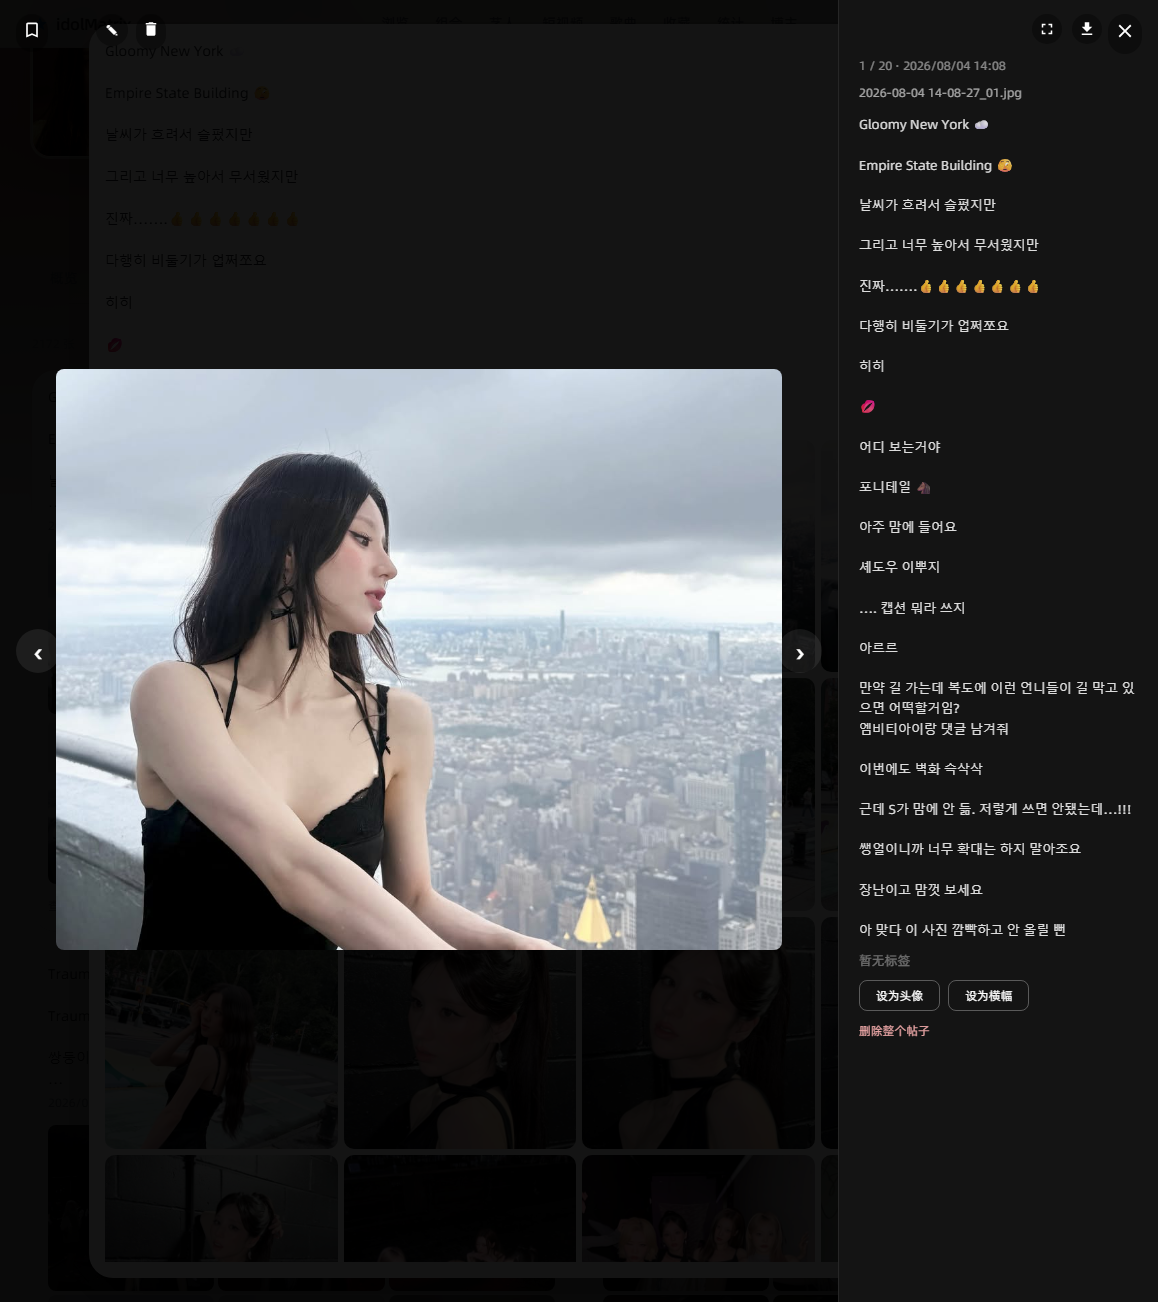 Gloomy New York ☁️
Empire State Building 🫣
날씨가 흐려서 슬펐지만
그리고 너무 높아서 무서웠지만
진짜.......👍👍👍👍👍👍👍
다행히 비둘기가 업쩌쪼요
히히
💋
1 / 20 · 2026/08/04 14:08
2026-08-04 14-08-27_01.jpg
Gloomy New York ☁️
Empire State Building 🫣
날씨가 흐려서 슬펐지만
그리고 너무 높아서 무서웠지만
진짜.......👍👍👍👍👍👍👍
다행히 비둘기가 업쩌쪼요
히히
💋
어디 보는거야
포니테일 🐴
아주 맘에 들어요
셰도우 이뿌지
.... 캡션 뭐라 쓰지
아르르
만약 길 가는데 복도에 이런 언니들이 길 막고 있
으면 어떡할거임?
엠비티아이랑 댓글 남겨줘
이번에도 벽화 슥삭삭
근데 S가 맘에 안 듦. 저렇게 쓰면 안됐는데...!!!
쌩얼이니까 너무 확대는 하지 말아조요
장난이고 맘껏 보세요
아 맞다 이 사진 깜빡하고 안 올릴 뻔
暂无标签
设为头像
设为横幅
删除整个帖子